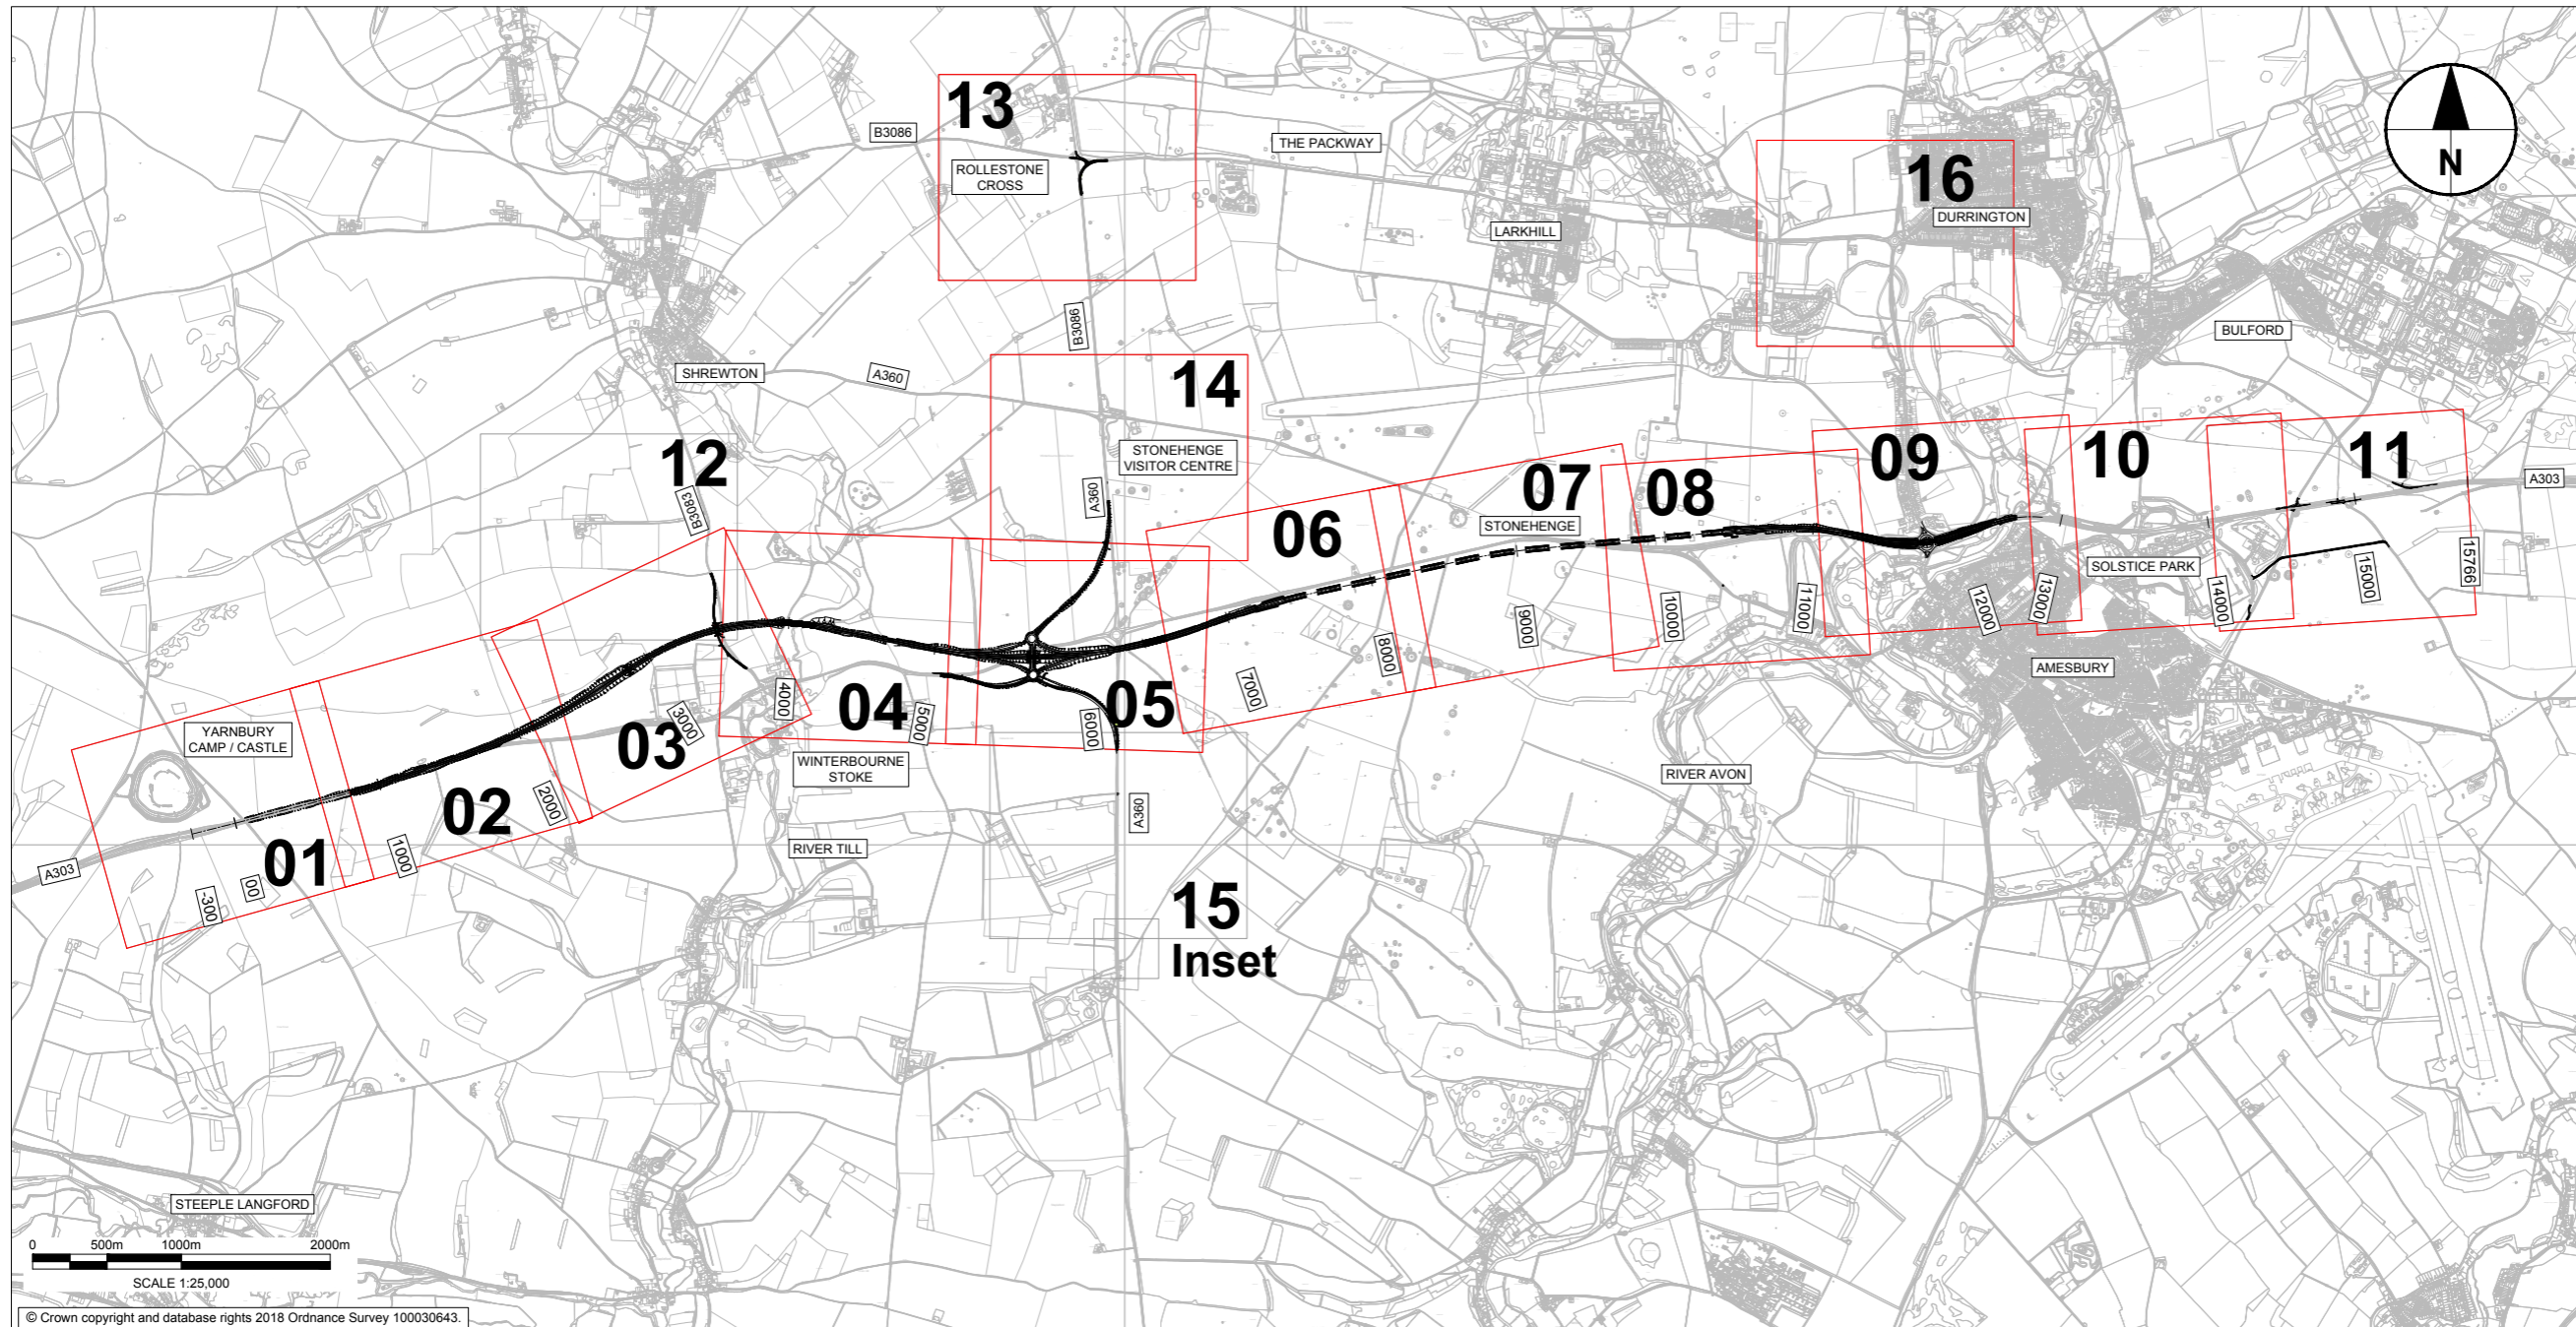 13
B3086
THE PACKWAY
ROLLESTONE
CROSS
16
DURRINGTON
N
LARKHILL
BULFORD
B3086
SHREWTON
A360
14
STONEHENGE
VISITOR CENTRE
12
B3083
A360
06
07
STONEHENGE
08
09
10
11
A303
SOLSTICE PARK
15766
15000
14000
13000
12000
11000
10000
9000
8000
7000
6000
5000
4000
3000
2000
1000
00
-300
AMESBURY
YARNBURY
CAMP / CASTLE
03
04
05
WINTERBOURNE
STOKE
RIVER AVON
02
01
A303
A360
RIVER TILL
15
Inset
STEEPLE LANGFORD
0 500m 1000m 2000m
SCALE 1:25,000
© Crown copyright and database rights 2018 Ordnance Survey 100030643.